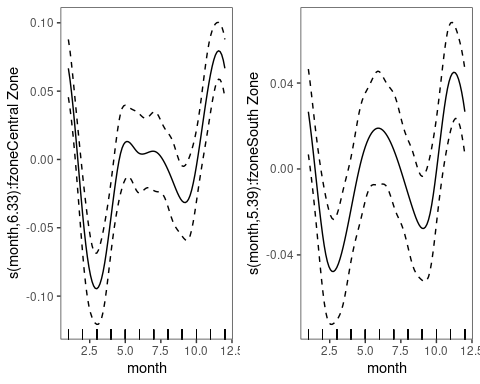 s(month,6.33):fzoneCentral Zone
0.10
0.05
0.00
-0.05
-0.10
2.5 5.0 7.5 10.0 12.5
month
s(month,5.39):fzoneSouth Zone
0.04
0.00
-0.04
2.5 5.0 7.5 10.0 12.5
month